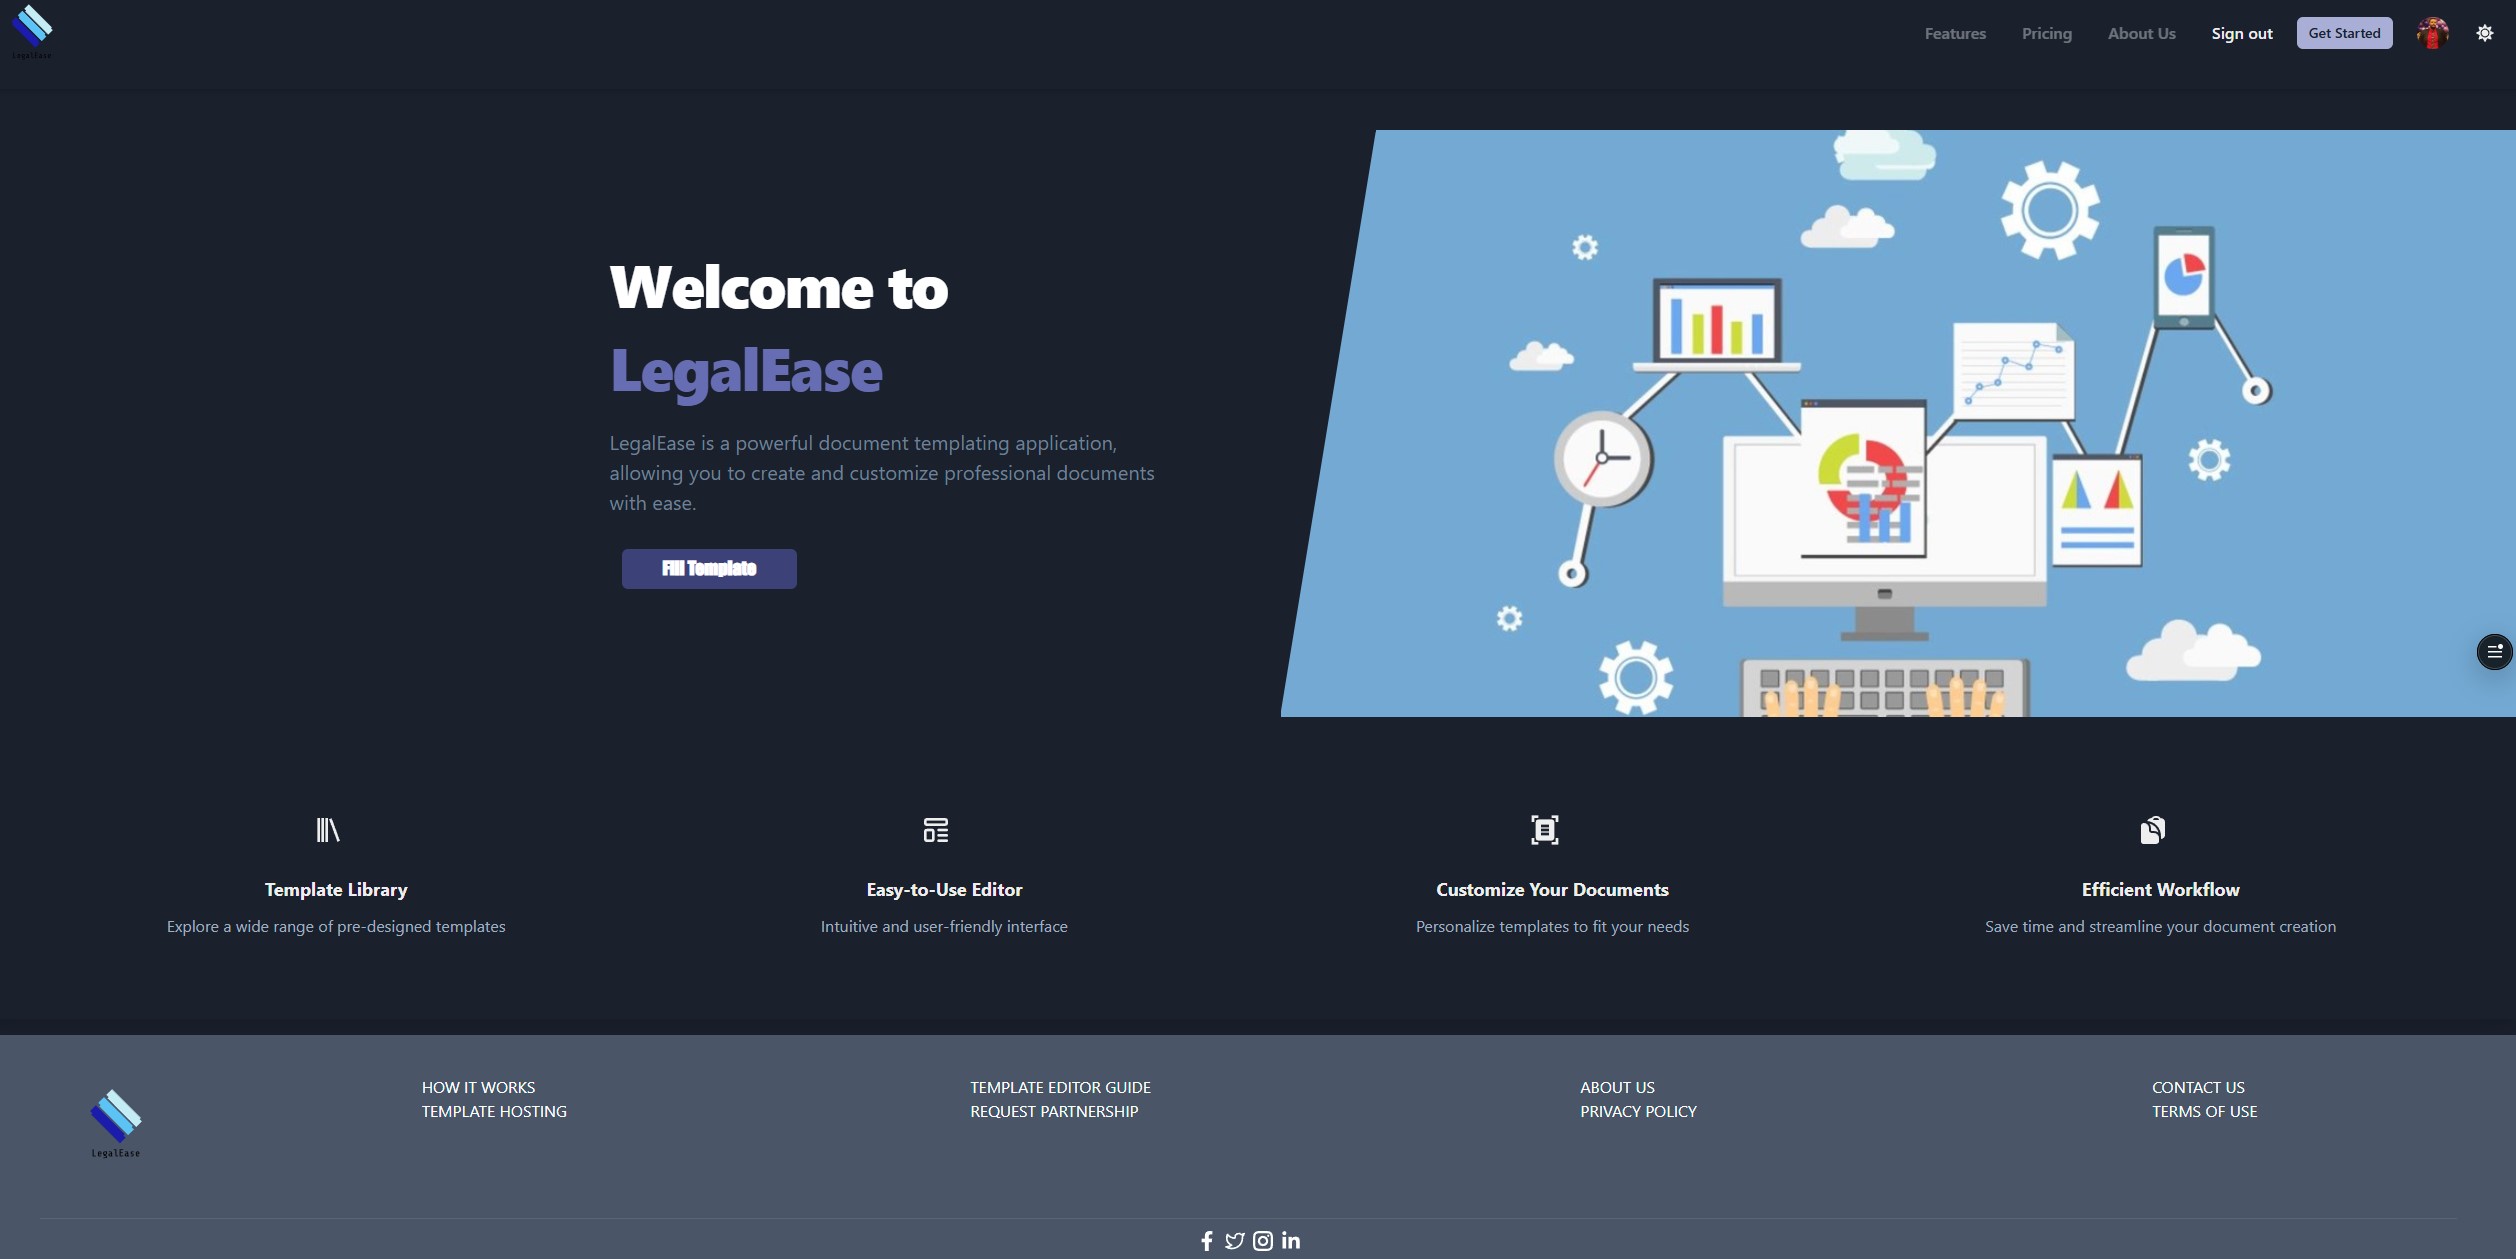 LegalEase
Features
Pricing
About Us
Sign out
Get Started
Welcome to
LegalEase
LegalEase is a powerful document templating application,
allowing you to create and customize professional documents
with ease.
Fill Template
Template Library
Explore a wide range of pre-designed templates
Easy-to-Use Editor
Intuitive and user-friendly interface
Customize Your Documents
Personalize templates to fit your needs
Efficient Workflow
Save time and streamline your document creation
LegalEase
HOW IT WORKS
TEMPLATE HOSTING
TEMPLATE EDITOR GUIDE
REQUEST PARTNERSHIP
ABOUT US
PRIVACY POLICY
CONTACT US
TERMS OF USE